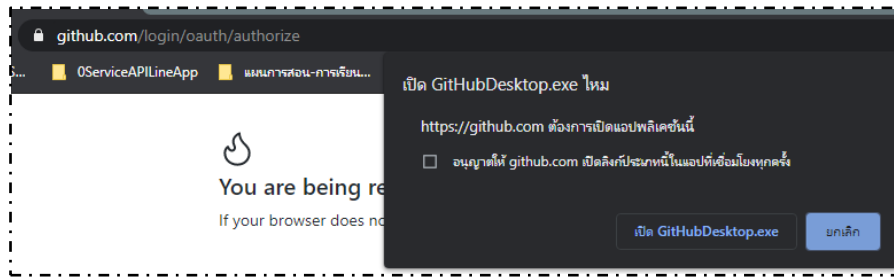 github.com/login/oauth/authorize
S... 0ServiceAPILineApp แผนการสอน-การเรียน...
เปิด GitHubDesktop.exe ไหม
https://github.com ต้องการเปิดแอปพลิเคชันนี้
อนุญาตให้ github.com เปิดลิงก์ประเภทนี้ในแอปที่เชื่อมโยงทุกครั้ง
You are being re
If your browser does no
เปิด GitHubDesktop.exe ยกเลิก